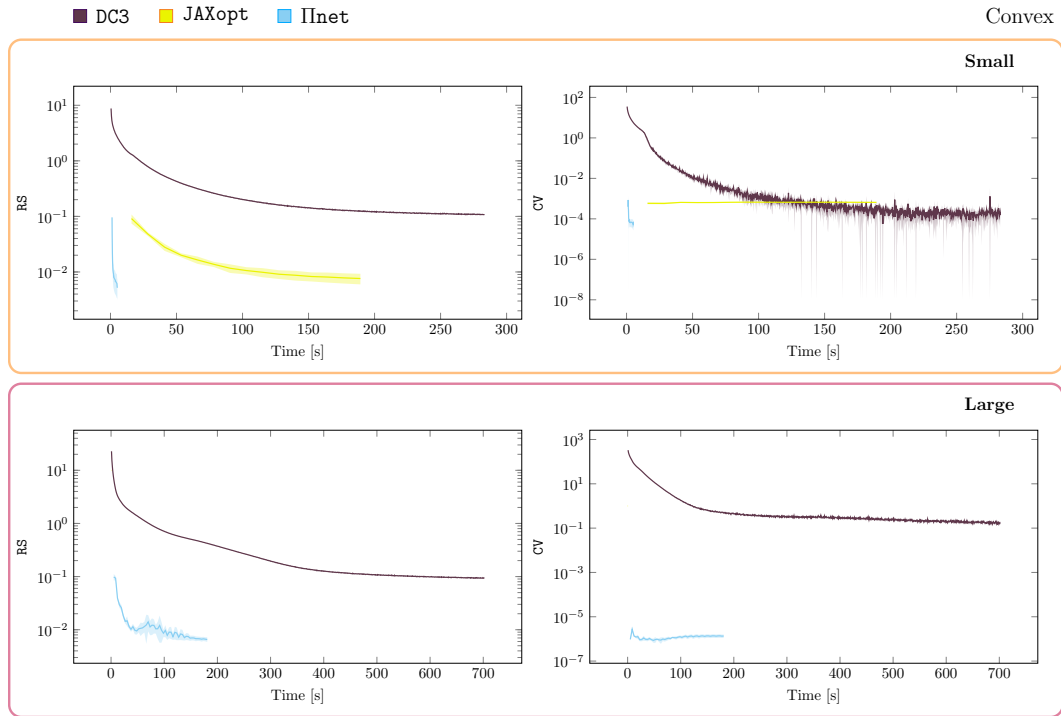 DC3 JAXopt Πnet Convex
Small
10^1
10^0
10^-1
10^-2
RS
0 50 100 150 200 250 300
Time [s]
10^2
10^0
10^-2
10^-4
10^-6
10^-8
CV
0 50 100 150 200 250 300
Time [s]
Large
10^1
10^0
10^-1
10^-2
RS
0 100 200 300 400 500 600 700
Time [s]
10^3
10^1
10^-1
10^-3
10^-5
10^-7
CV
0 100 200 300 400 500 600 700
Time [s]